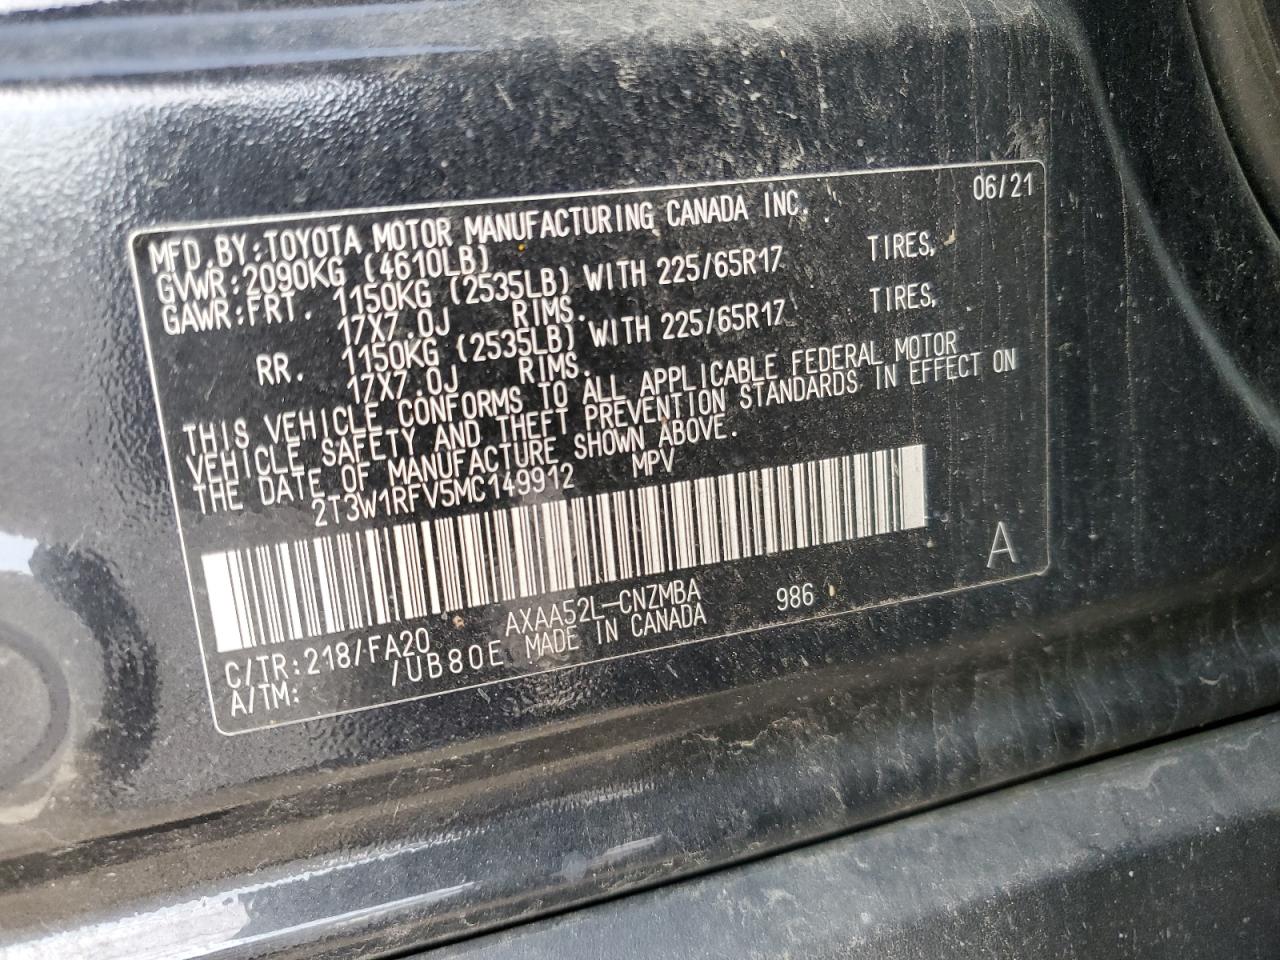 06/21
MFD BY:TOYOTA MOTOR MANUFACTURING CANADA INC.
GVWR:2090KG (4610LB)
GAWR:FRT. 1150KG (2535LB) WITH 225/65R17 TIRES,
17X7.0J RIMS.
RR. 1150KG (2535LB) WITH 225/65R17 TIRES,
17X7.0J RIMS.
THIS VEHICLE CONFORMS TO ALL APPLICABLE FEDERAL MOTOR
VEHICLE SAFETY AND THEFT PREVENTION STANDARDS IN EFFECT ON
THE DATE OF MANUFACTURE SHOWN ABOVE.
2T3W1RFV5MC149912 MPV
A
C/TR:218/FA20 AXAA52L-CNZMBA 986
A/TM: /UB80E MADE IN CANADA